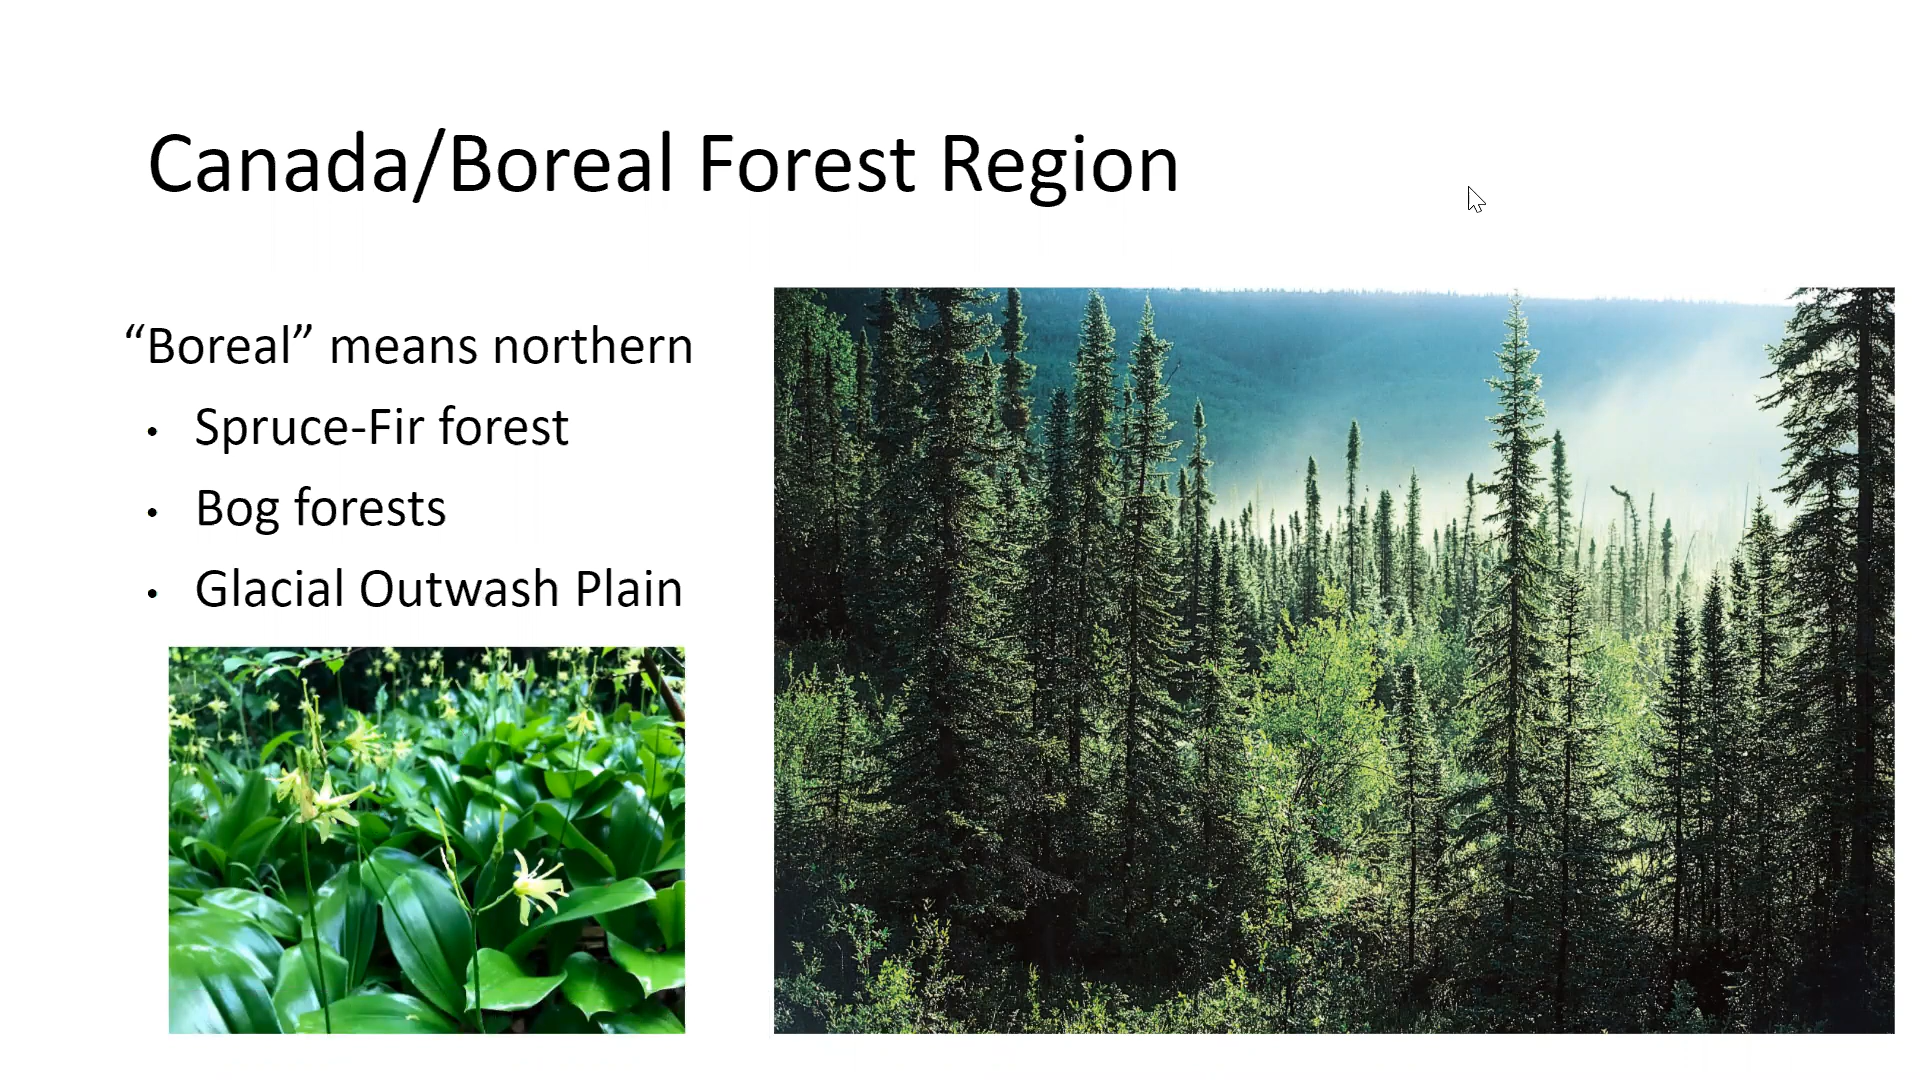 Canada/Boreal Forest Region
“Boreal” means northern
• Spruce-Fir forest
• Bog forests
• Glacial Outwash Plain